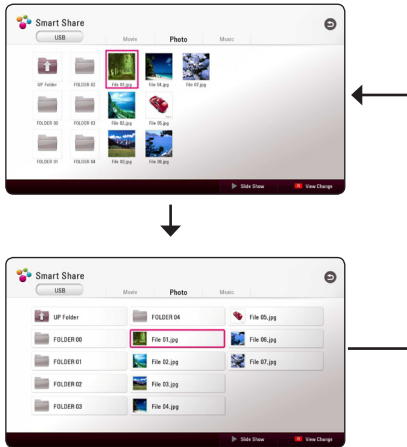 Smart Share
USB Movie Photo Music
UP Folder FOLDER 02 File 01.jpg File 04.jpg File 07.jpg
FOLDER 00 FOLDER 03 File 02.jpg File 05.jpg
FOLDER 01 FOLDER 04 File 03.jpg File 06.jpg
Slide Show R View Change
Smart Share
USB Movie Photo Music
UP Folder FOLDER 04 File 05.jpg
FOLDER 00 File 01.jpg File 06.jpg
FOLDER 01 File 02.jpg File 07.jpg
FOLDER 02 File 03.jpg
FOLDER 03 File 04.jpg
Slide Show R View Change